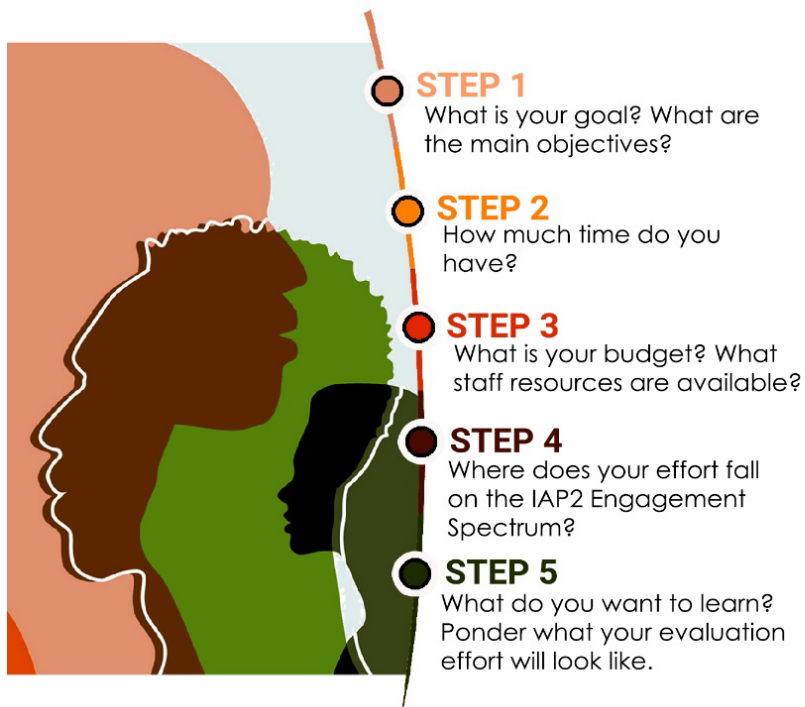 STEP 1
What is your goal? What are
the main objectives?
STEP 2
How much time do you
have?
STEP 3
What is your budget? What
staff resources are available?
STEP 4
Where does your effort fall
on the IAP2 Engagement
Spectrum?
STEP 5
What do you want to learn?
Ponder what your evaluation
effort will look like.